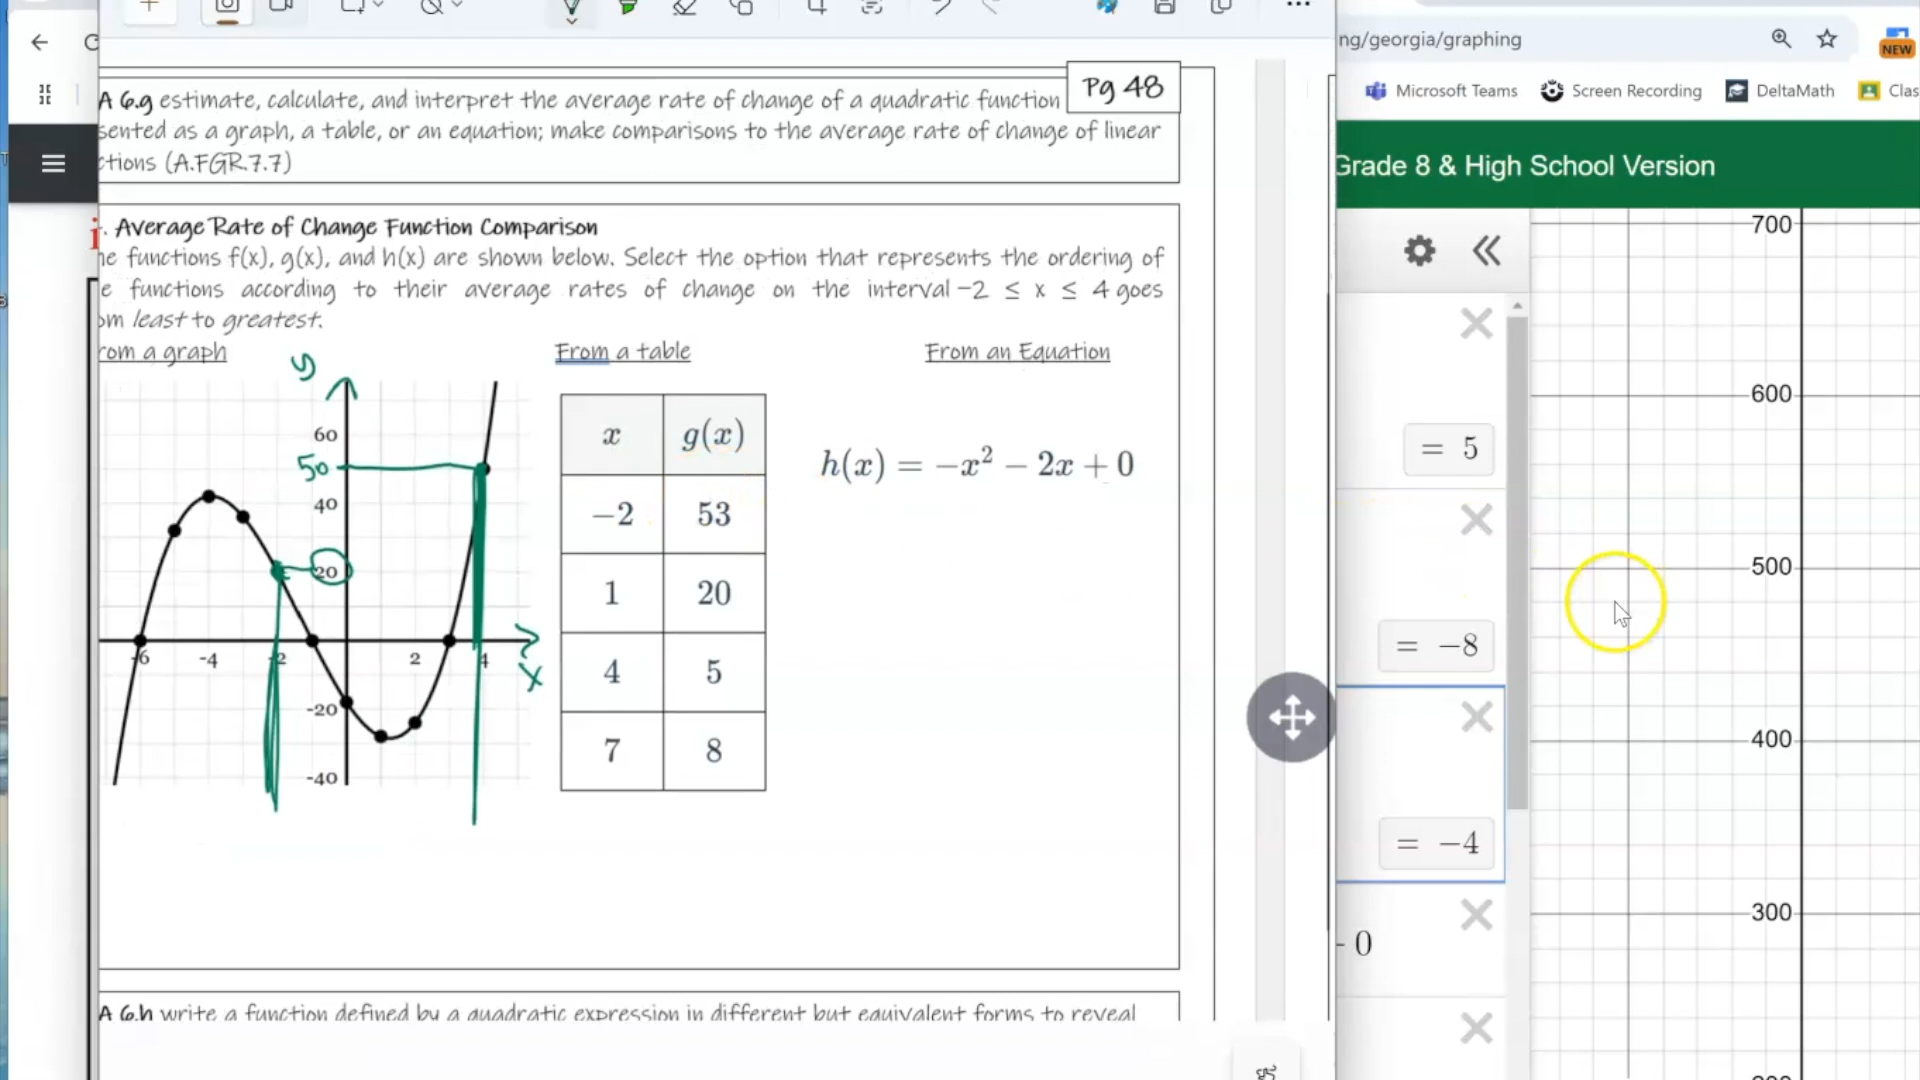 ng/georgia/graphing
NEW
Microsoft Teams
Screen Recording
DeltaMath
Clas
Grade 8 & High School Version
Pg 48
A 6.g estimate, calculate, and interpret the average rate of change of a quadratic function
sented as a graph, a table, or an equation; make comparisons to the average rate of change of linear
ctions (A.FGR.7.7)
. Average Rate of Change Function Comparison
he functions f(x), g(x), and h(x) are shown below. Select the option that represents the ordering of
e functions according to their average rates of change on the interval −2 ≤ x ≤ 4 goes
om least to greatest.
rom a graph
From a table
From an Equation
y
60
50
40
20
-20
-40
-6 -4 -2 2 4
x
x g(x)
−2 53
1 20
4 5
7 8
h(x) = −x² − 2x + 0
A 6.h write a function defined by a quadratic expression in different but equivalent forms to reveal
= 5
= −8
= −4
- 0
700
600
500
400
300